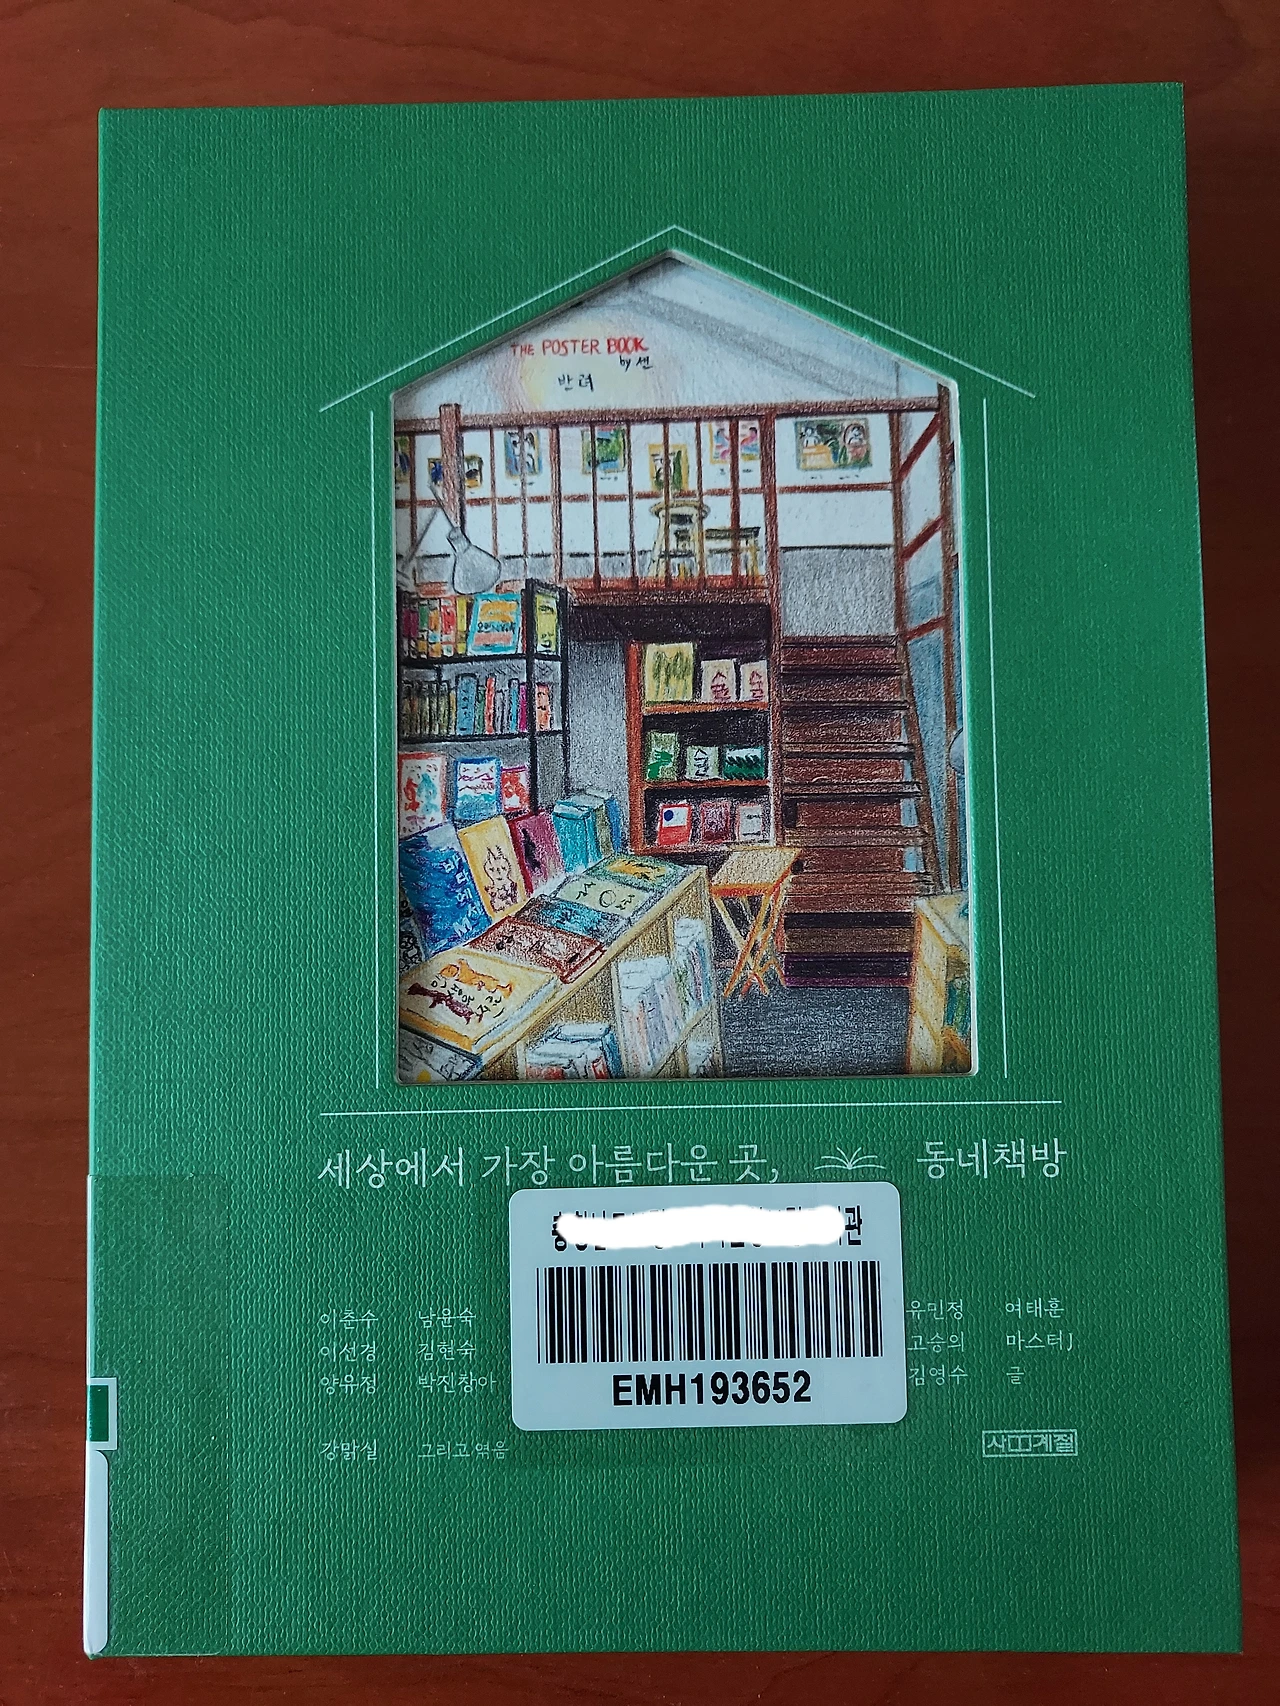 THE POSTER BOOK
by 센
반려
세상에서 가장 아름다운 곳, 동네책방
관
EMH193652
이춘수 남윤숙 유민정 여태훈
이선경 김현숙 고승의 마스터J
양유정 박진창아 김영수 글
강맑실 그리고 엮음
사계절